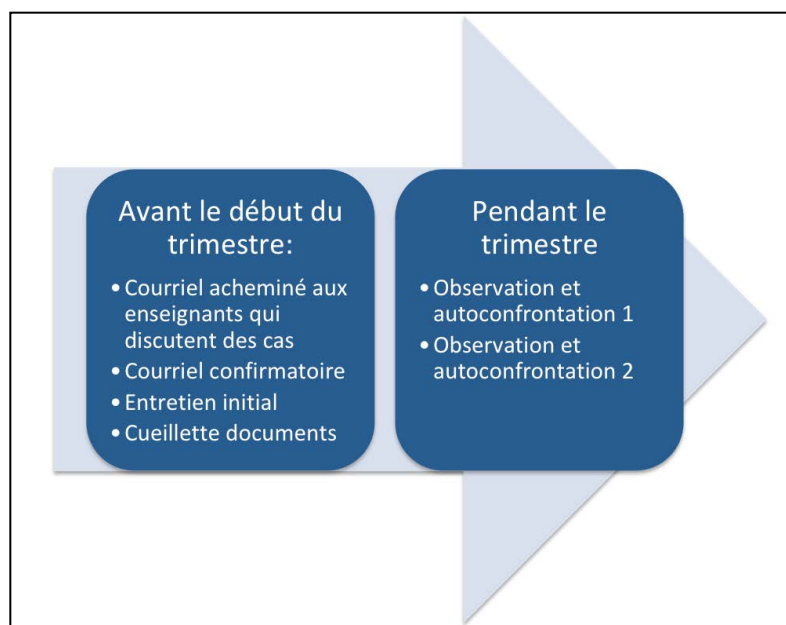 Avant le début du
trimestre:
• Courriel acheminé aux
enseignants qui
discutent des cas
• Courriel confirmatoire
• Entretien initial
• Cueillette documents
Pendant le
trimestre
• Observation et
autoconfrontation 1
• Observation et
autoconfrontation 2